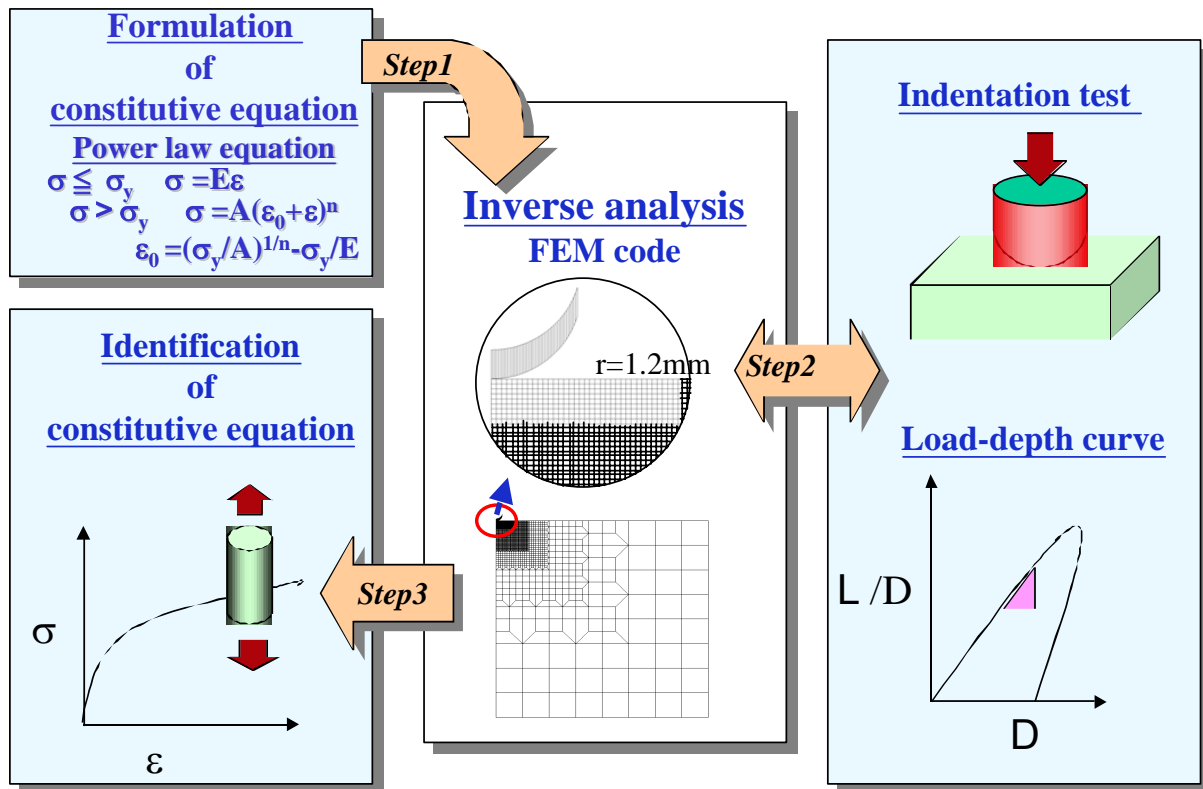 Formulation
of
constitutive equation
Power law equation
σ ≦ σy σ =Eε
σ > σy σ =A(ε0+ε)n
ε0 =(σy/A)1/n-σy/E
Step1
Inverse analysis
FEM code
r=1.2mm
Step2
Indentation test
Load-depth curve
L /D
D
Step3
Identification
of
constitutive equation
σ
ε